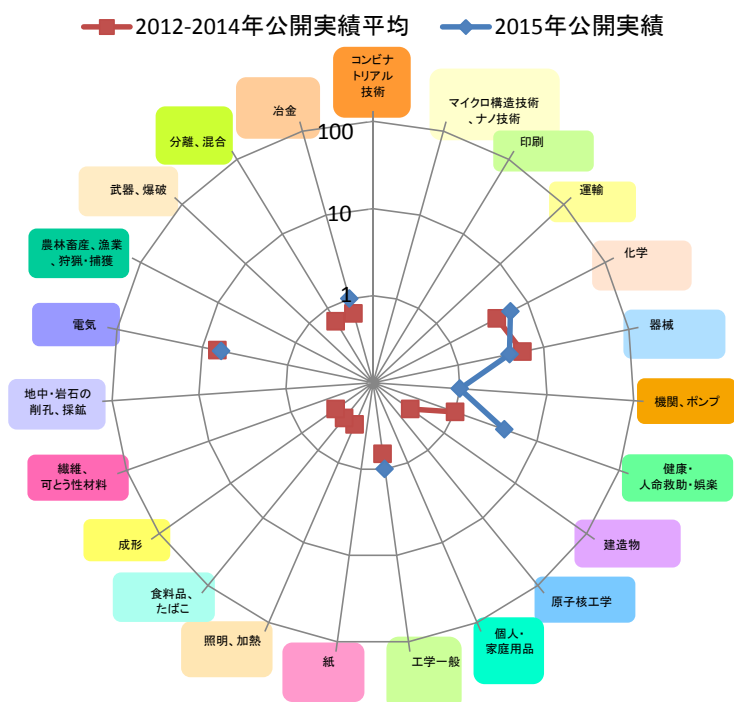 2012-2014年公開実績平均
2015年公開実績
コンビナ
トリアル
技術
マイクロ構造技術
、ナノ技術
印刷
運輸
化学
器械
機関、ポンプ
健康・
人命救助・娯楽
建造物
原子核工学
個人・
家庭用品
工学一般
紙
照明、加熱
食料品、
たばこ
成形
繊維、
可とう性材料
地中・岩石の
削孔、採鉱
電気
農林畜産、漁業
、狩猟・捕獲
武器、爆破
分離、混合
冶金
100
10
1